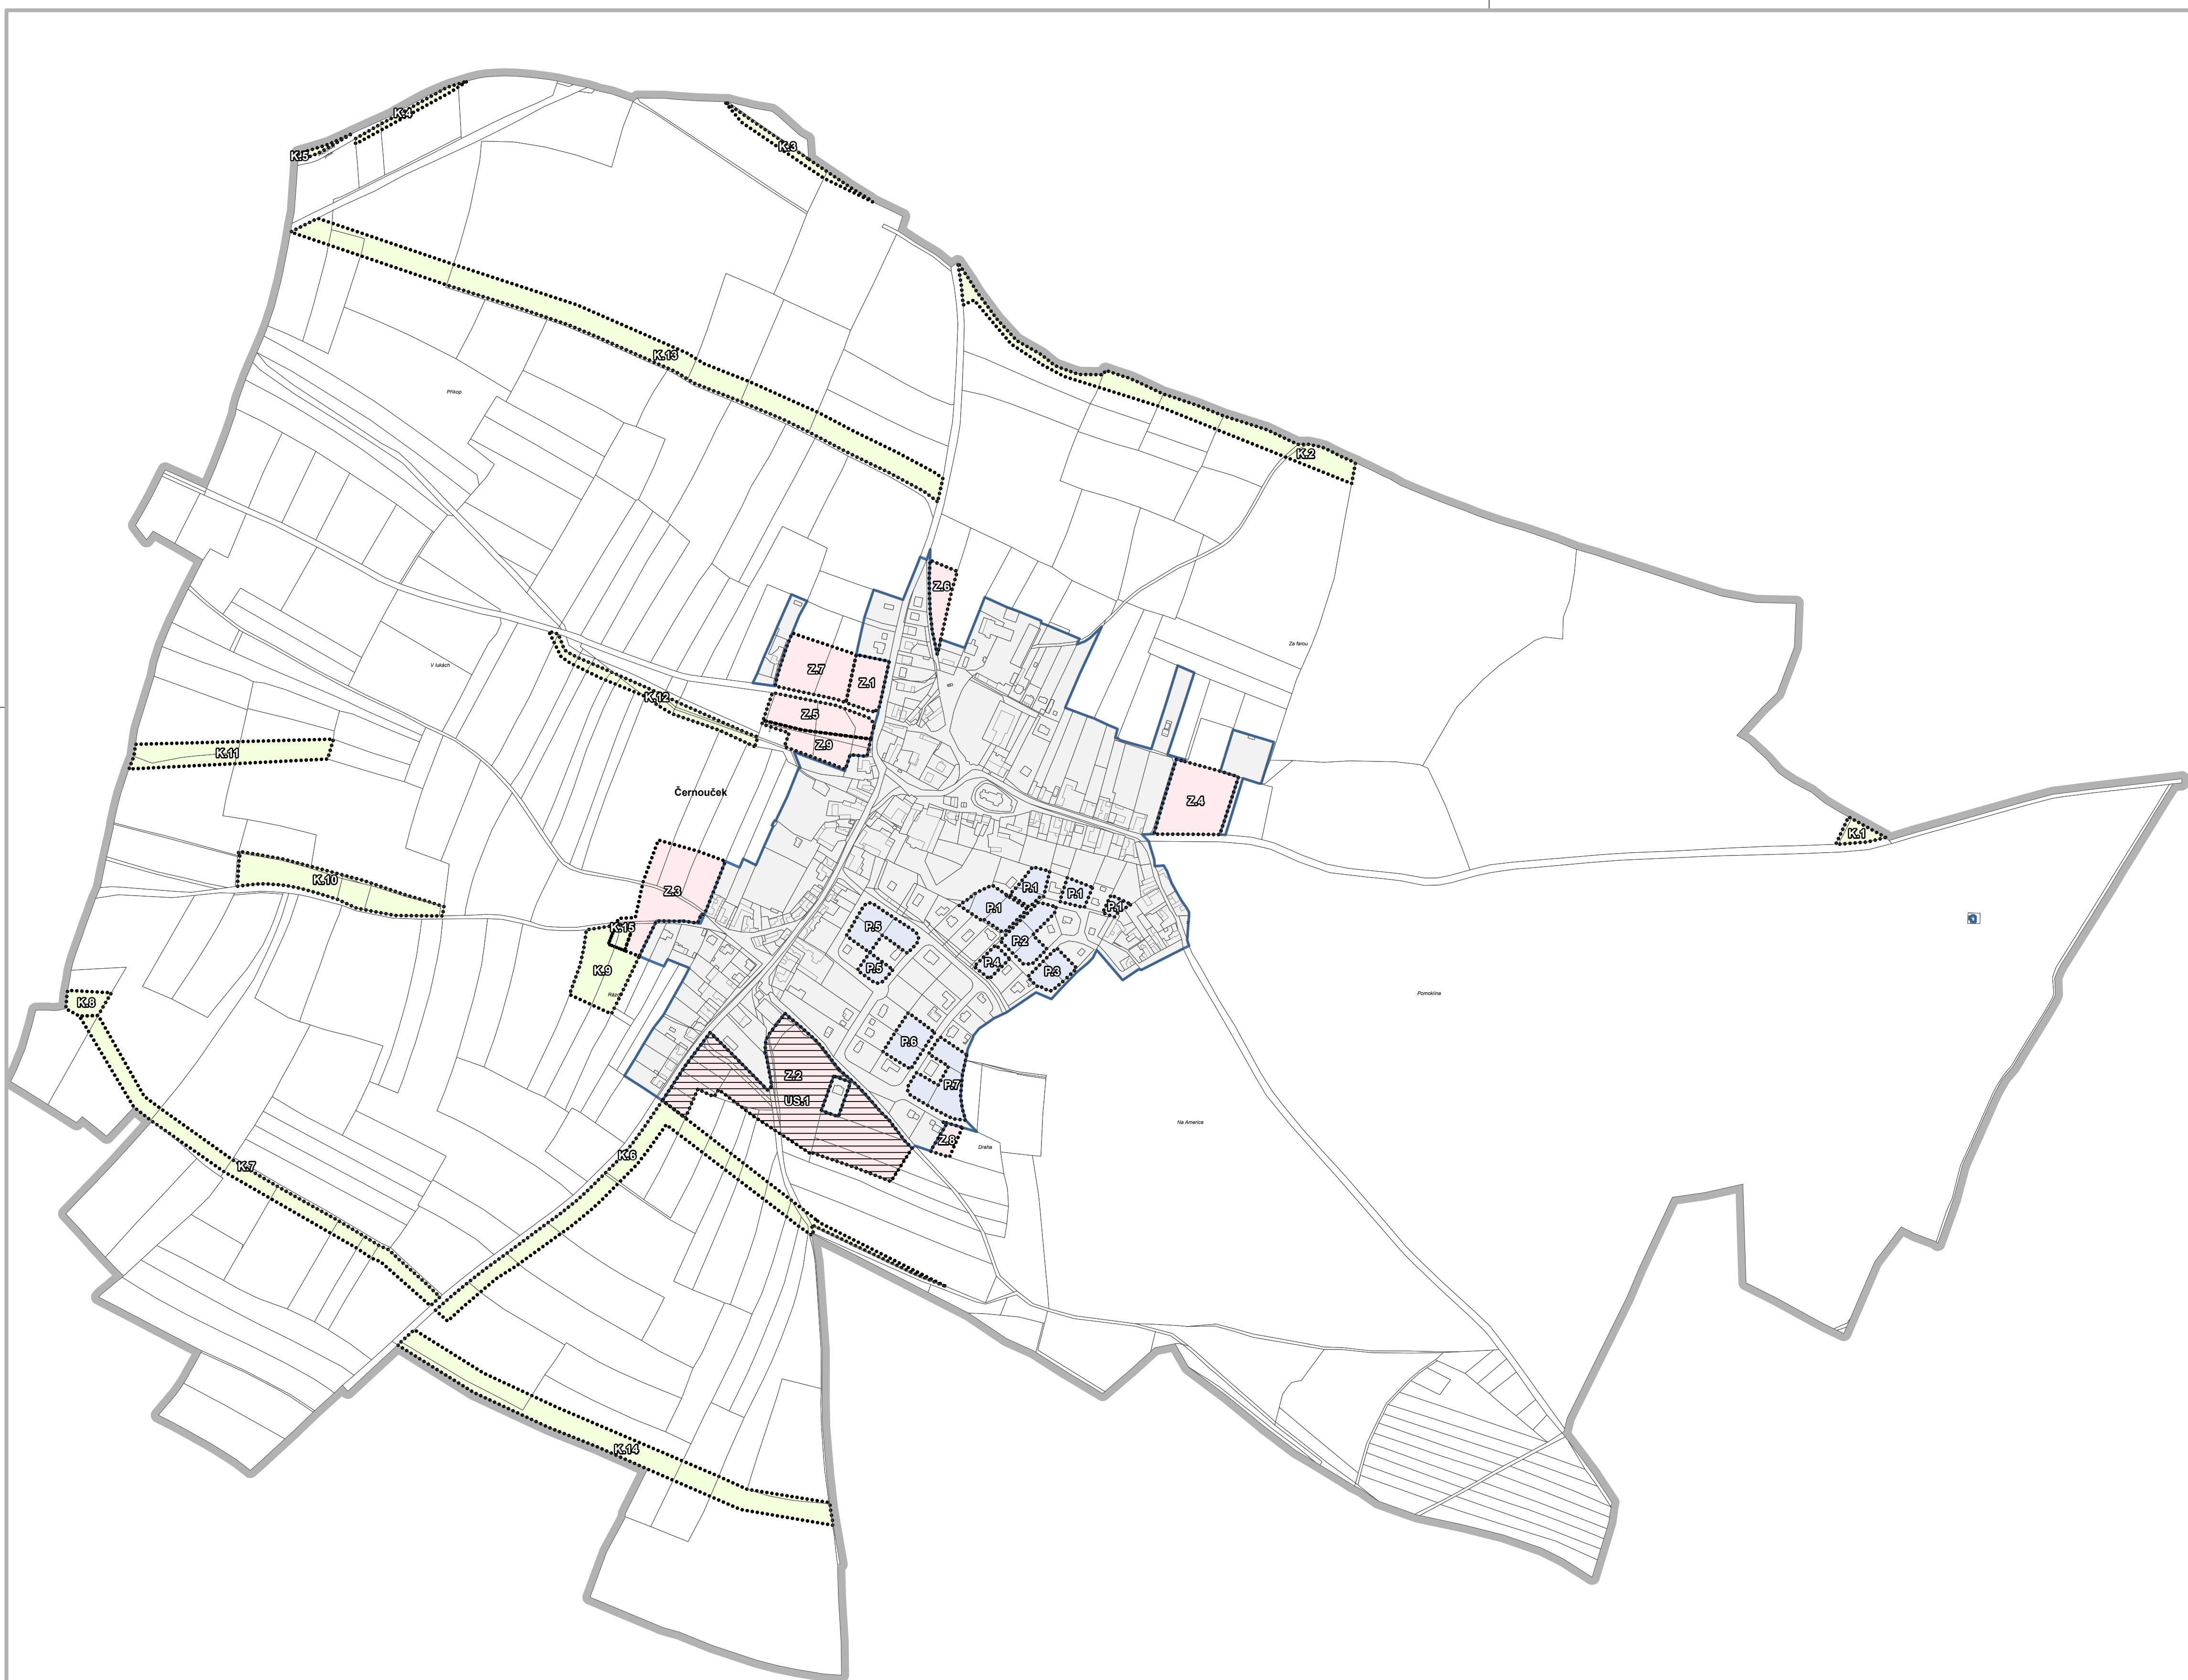 K.4
K.3
K.5
K.13
Příkop
K.2
Z.6
Za farou
V lukách
Z.7
Z.1
K.12
Z.5
Z.9
K.11
Černouček
Z.4
K.1
K.10
Z.3
P.1
P.1
P.1
P.1
K.15
P.5
P.2
P.4
P.5
P.3
K.9
K.8
Pomoklina
P.6
Z.2
P.7
US.1
Na Americe
Z.8
Draha
K.6
K.7
K.14